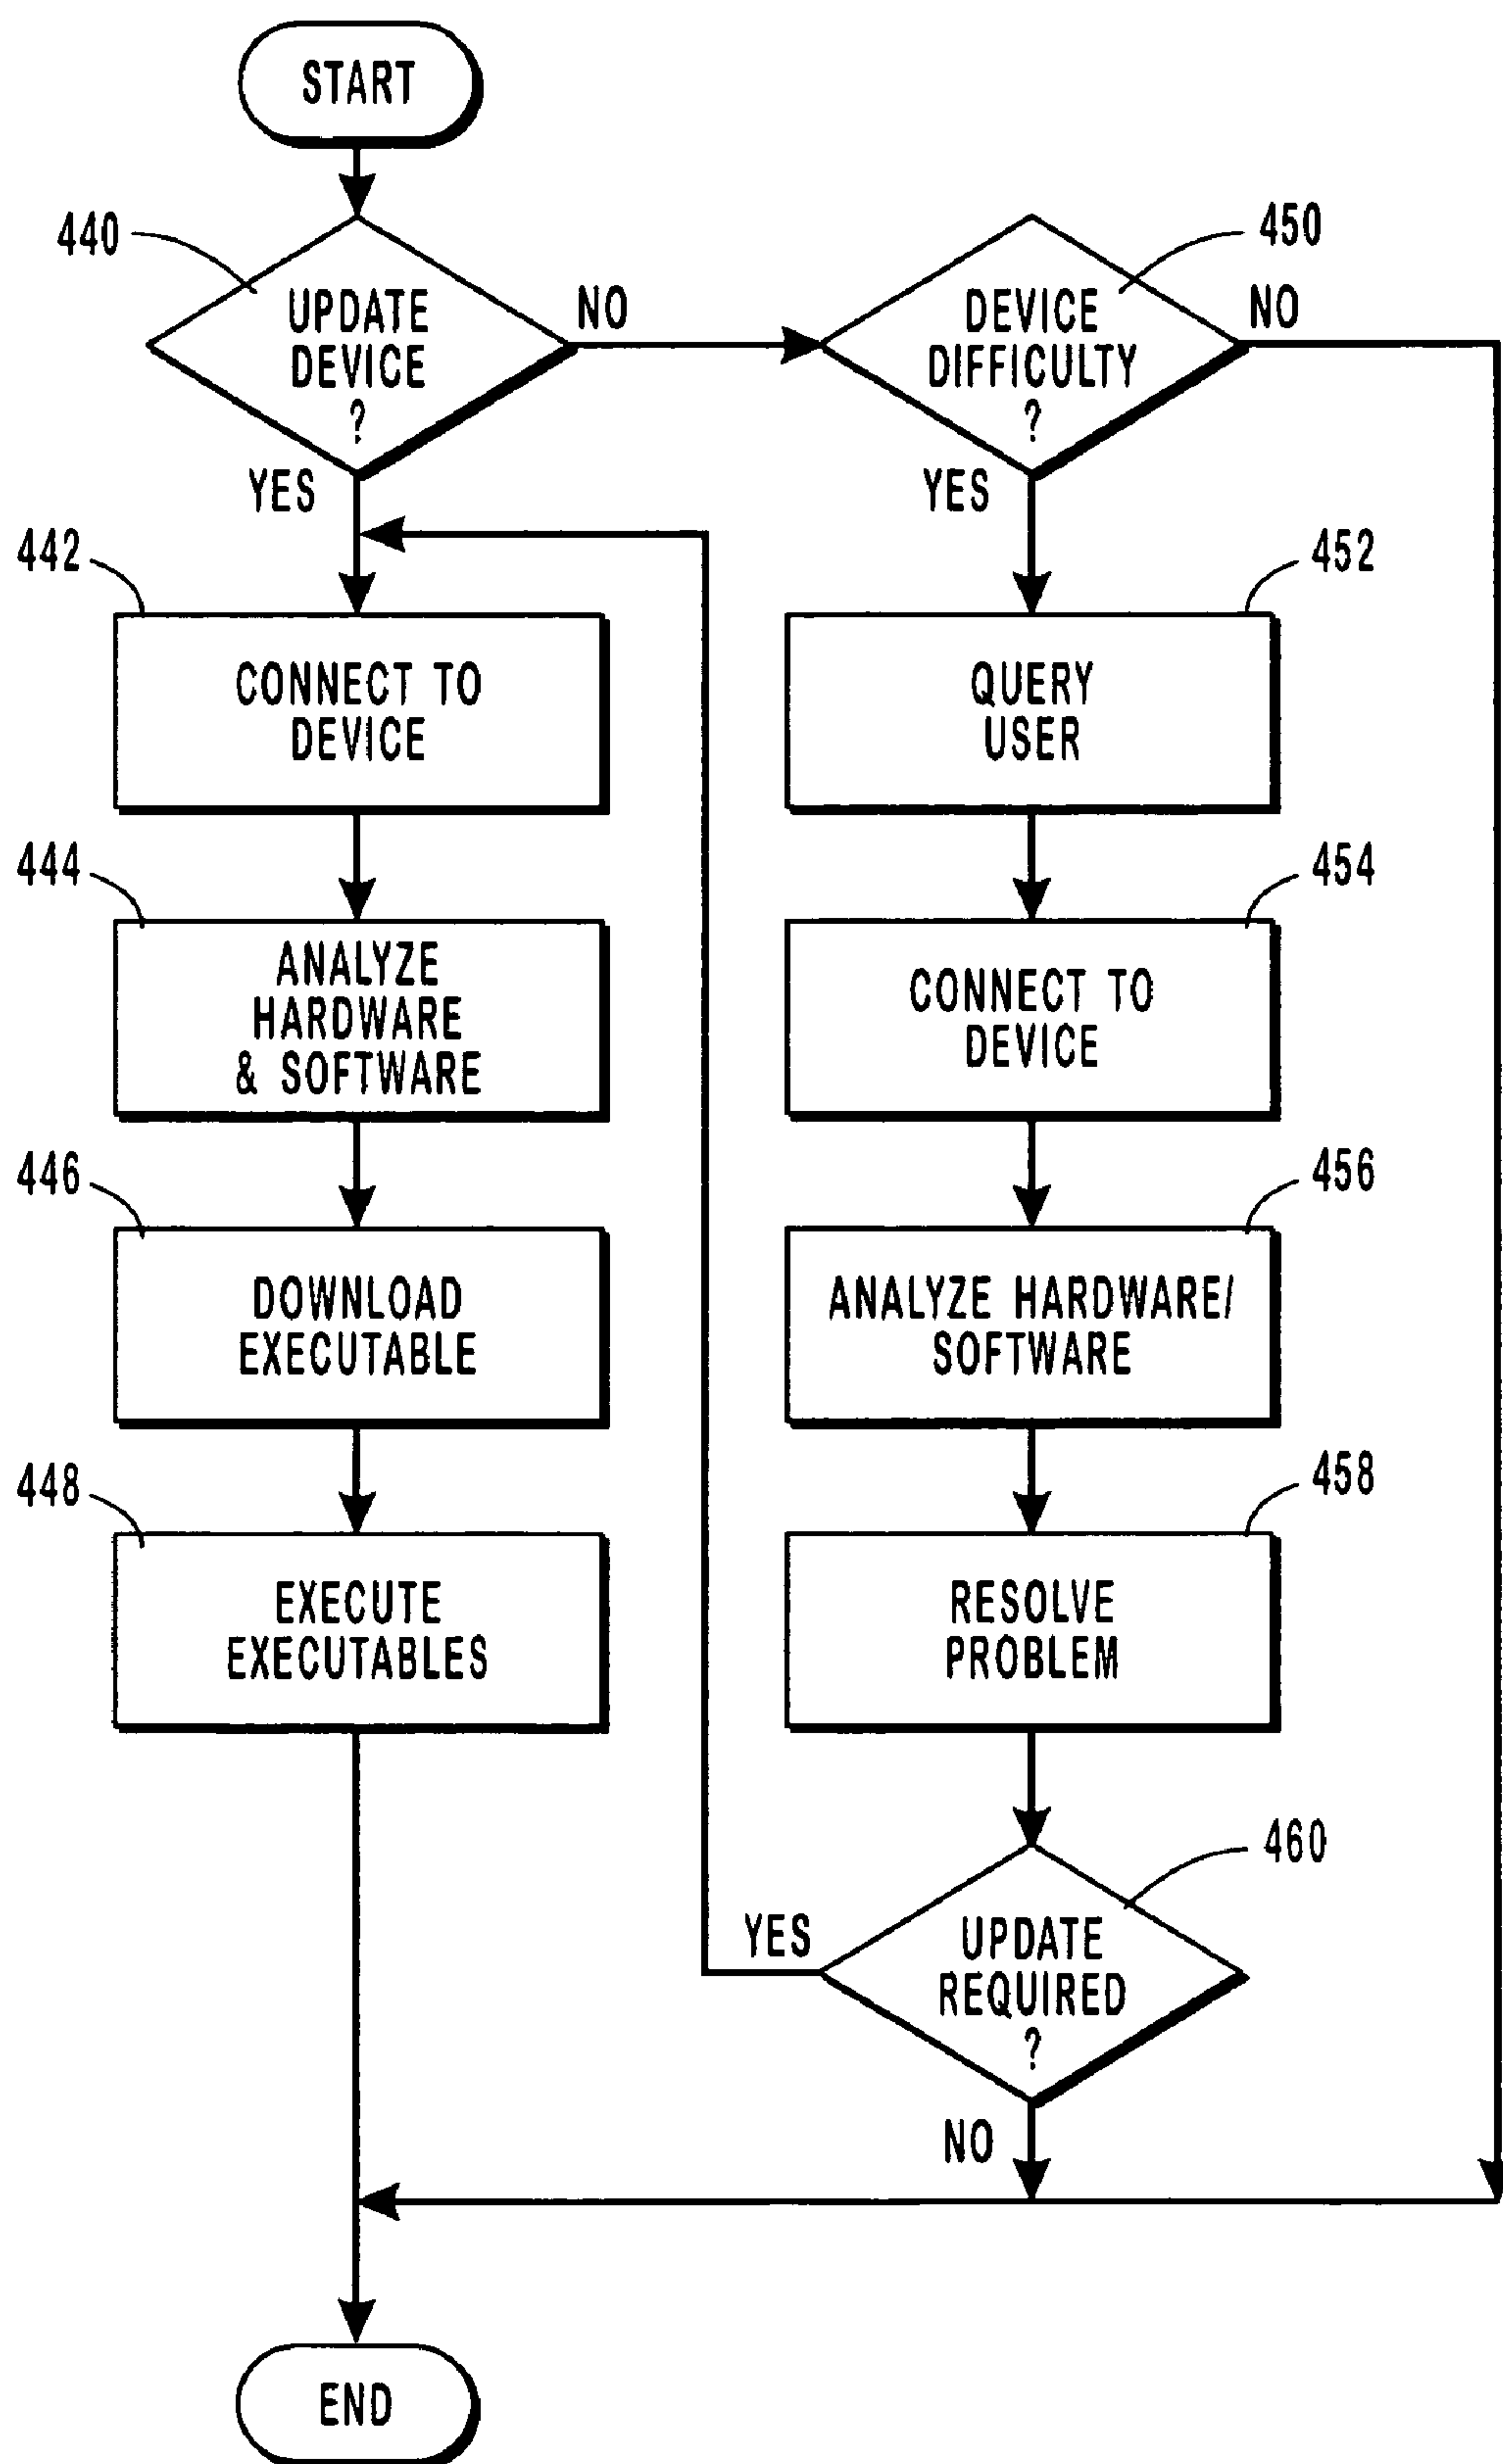 START
440
UPDATE
DEVICE
?
NO
YES
450
DEVICE
DIFFICULTY
?
NO
YES
442
CONNECT TO
DEVICE
452
QUERY
USER
444
ANALYZE
HARDWARE
& SOFTWARE
454
CONNECT TO
DEVICE
446
DOWNLOAD
EXECUTABLE
456
ANALYZE HARDWARE/
SOFTWARE
448
EXECUTE
EXECUTABLES
458
RESOLVE
PROBLEM
460
UPDATE
REQUIRED
?
YES
NO
END